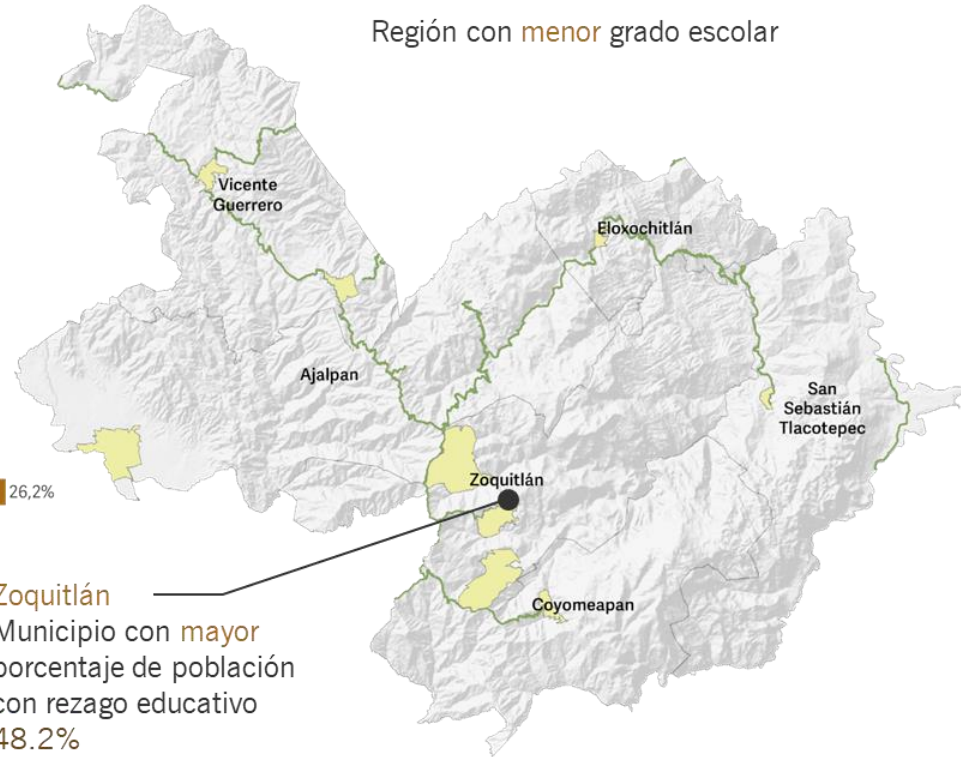 Región con menor grado escolar
Vicente
Guerrero
Eloxochitlán
Ajalpan
San
Sebastián
Tlacotepec
Zoquitlán
26,2%
Zoquitlán
Municipio con mayor
porcentaje de población
con rezago educativo
48.2%
Coyomeapan